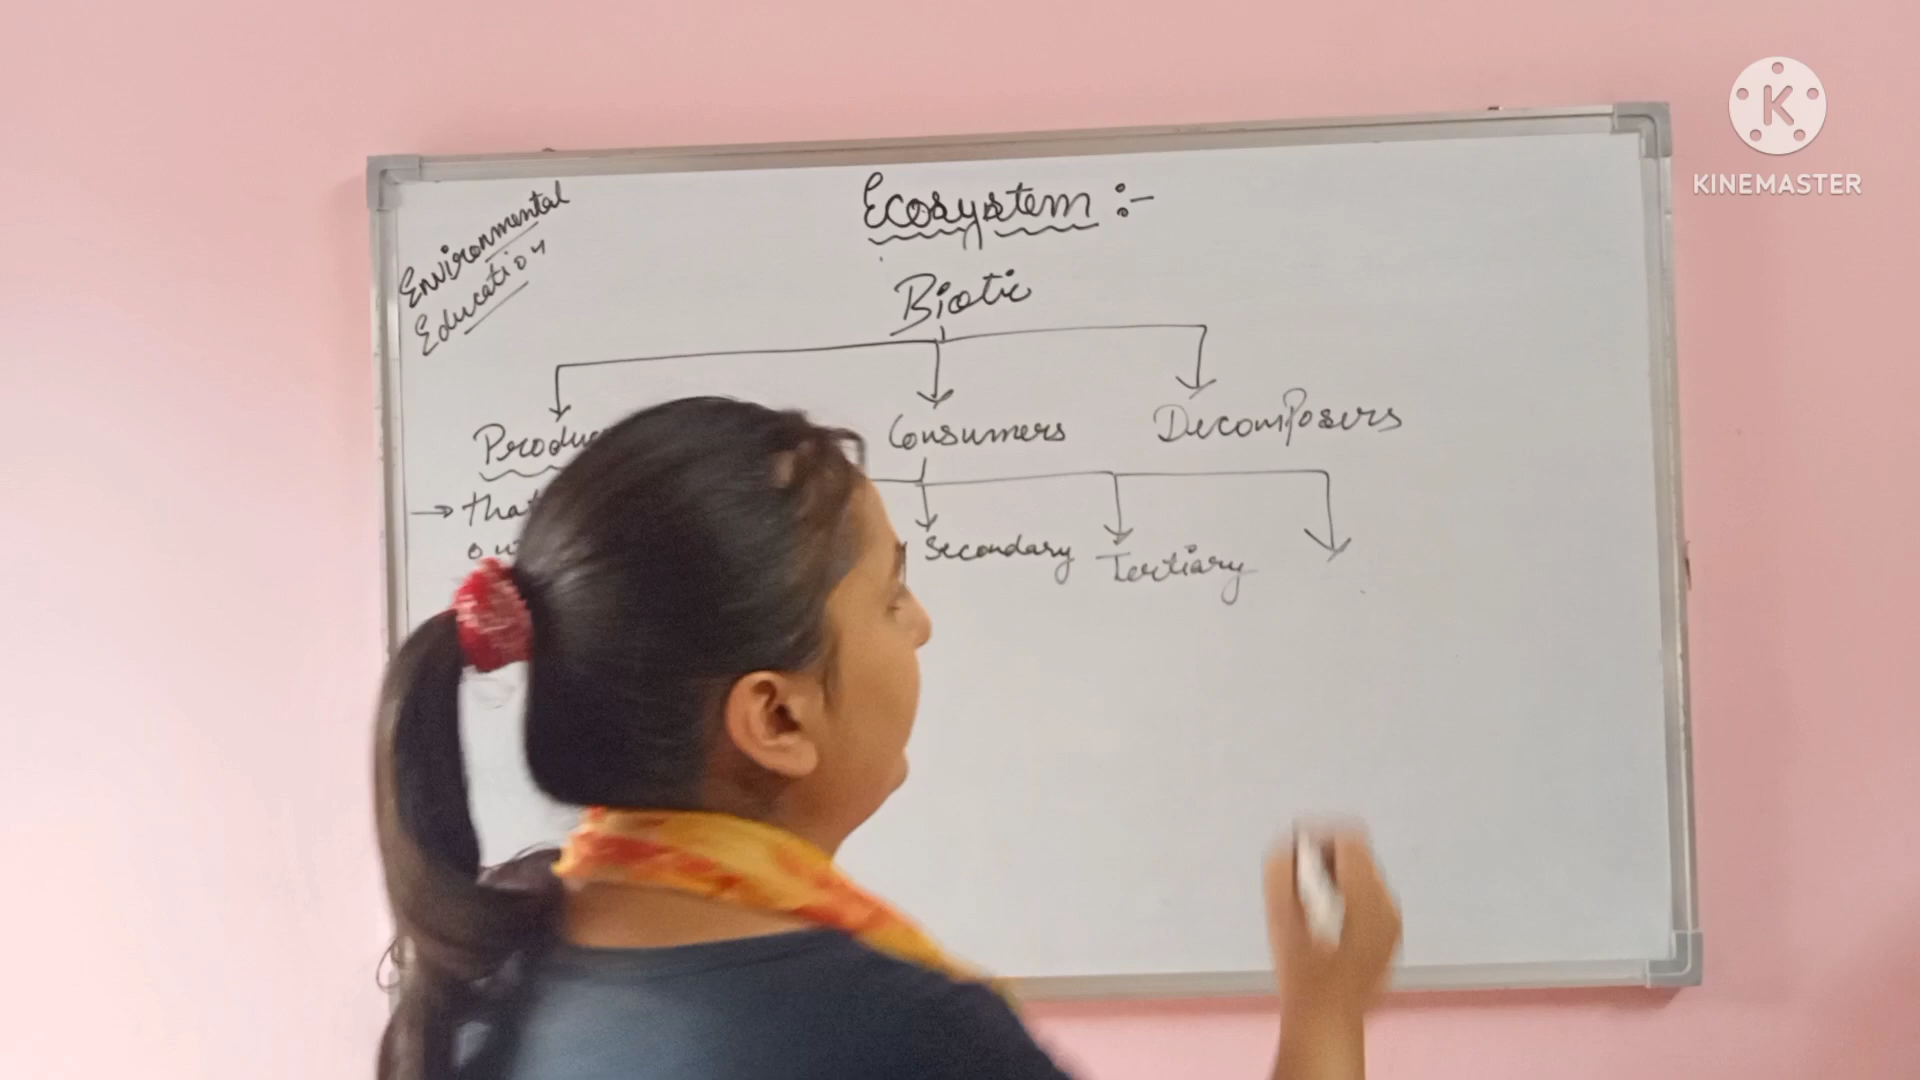 Environmental
Education
Ecosystem :-
Biotic
Consumers
Decomposers
Secondary
Tertiary
KINEMASTER